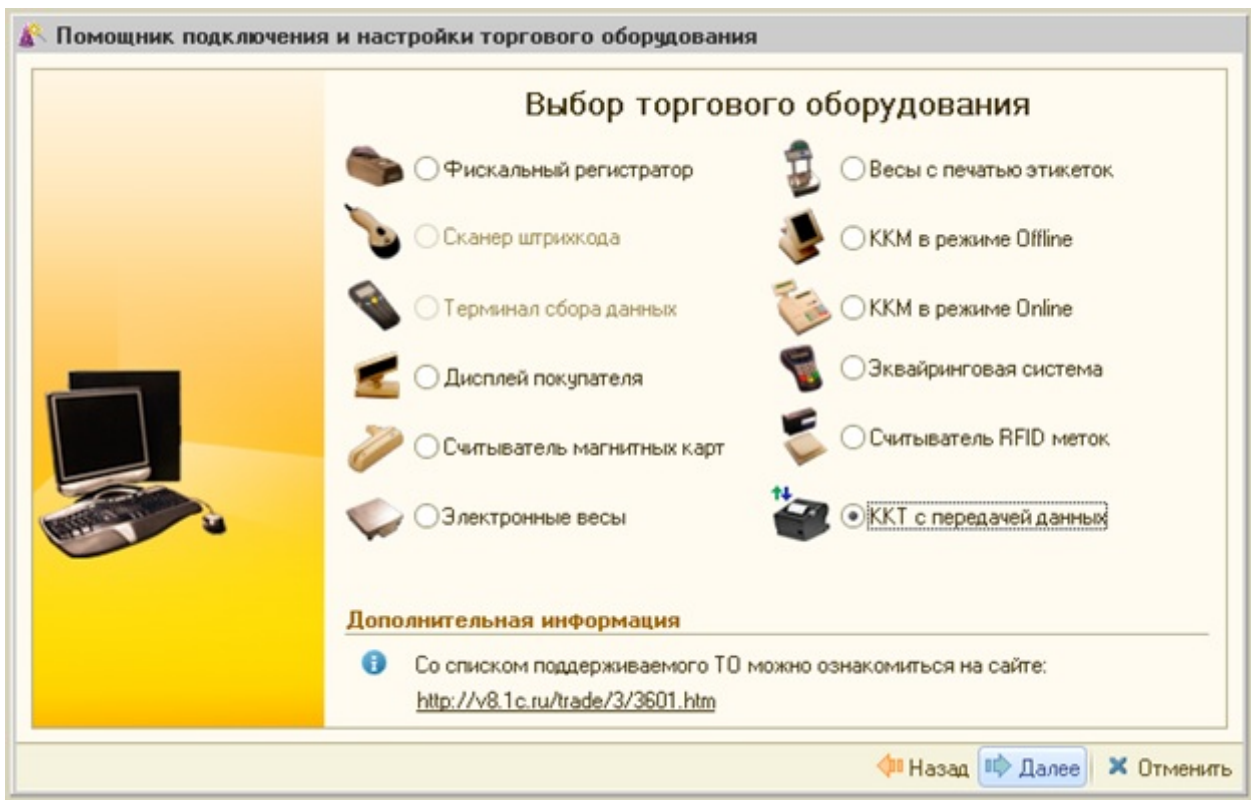 Помощник подключения и настройки торгового оборудования
Выбор торгового оборудования
Фискальный регистратор
Сканер штрихкода
Терминал сбора данных
Дисплей покупателя
Считыватель магнитных карт
Электронные весы
Весы с печатью этикеток
ККМ в режиме Offline
ККМ в режиме Online
Эквайринговая система
Считыватель RFID меток
ККТ с передачей данных
Дополнительная информация
Со списком поддерживаемого ТО можно ознакомиться на сайте:
http://v8.1c.ru/trade/3/3601.htm
Назад Далее Отменить